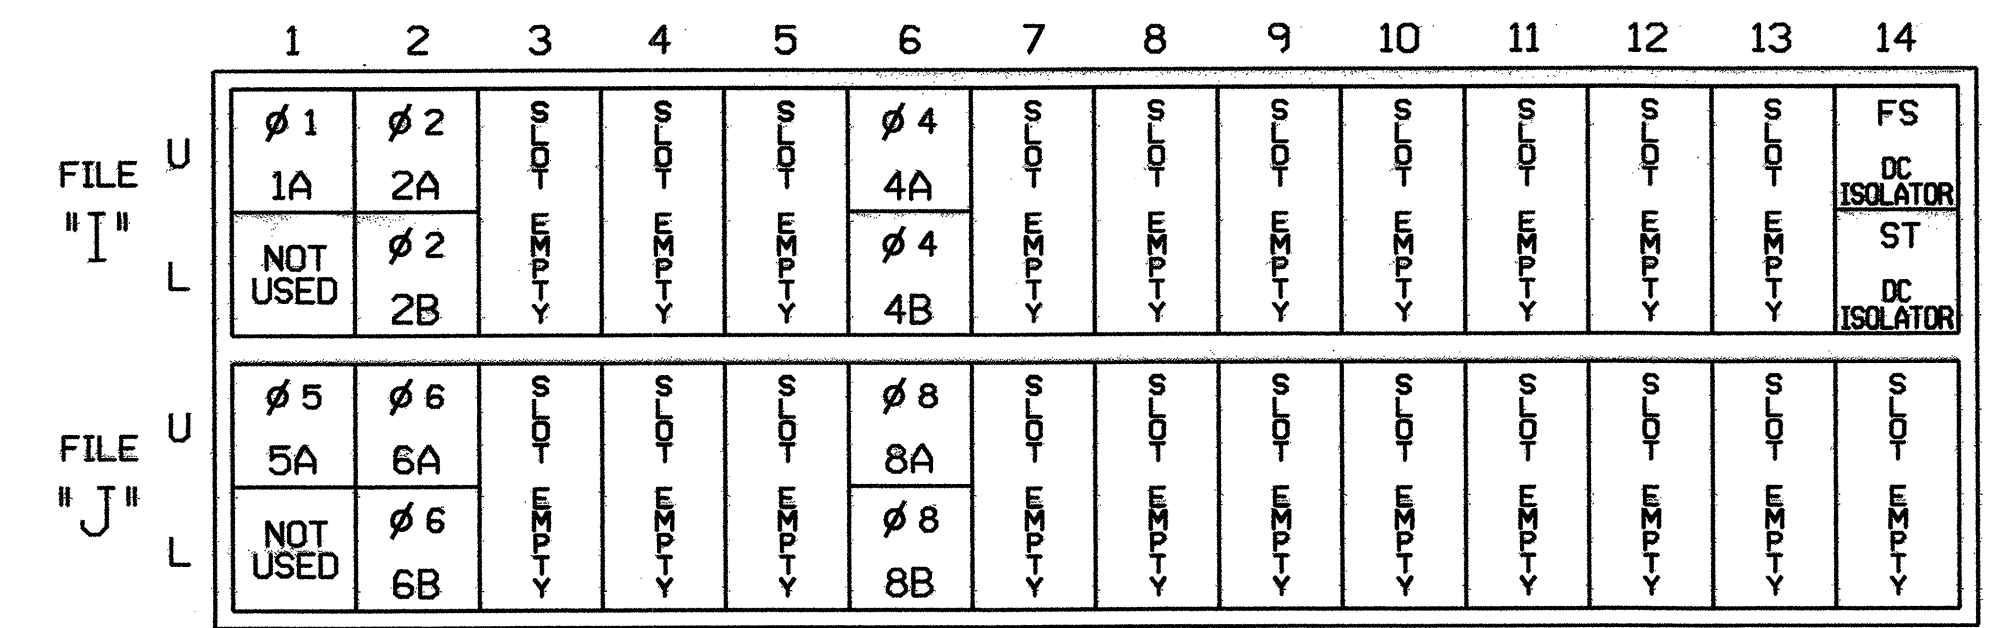 1 2 3 4 5 6 7 8 9 10 11 12 13 14
FILE "I"
U
Ø 1 1A
Ø 2 2A
SLOT EMPTY
SLOT EMPTY
SLOT EMPTY
Ø 4 4A
SLOT EMPTY
SLOT EMPTY
SLOT EMPTY
SLOT EMPTY
SLOT EMPTY
SLOT EMPTY
SLOT EMPTY
FS
DC
ISOLATOR
L
NOT
USED
Ø 2 2B
Ø 4 4B
ST
DC
ISOLATOR
FILE "J"
U
Ø 5 5A
Ø 6 6A
SLOT EMPTY
SLOT EMPTY
SLOT EMPTY
Ø 8 8A
SLOT EMPTY
SLOT EMPTY
SLOT EMPTY
SLOT EMPTY
SLOT EMPTY
SLOT EMPTY
SLOT EMPTY
SLOT EMPTY
L
NOT
USED
Ø 6 6B
Ø 8 8B